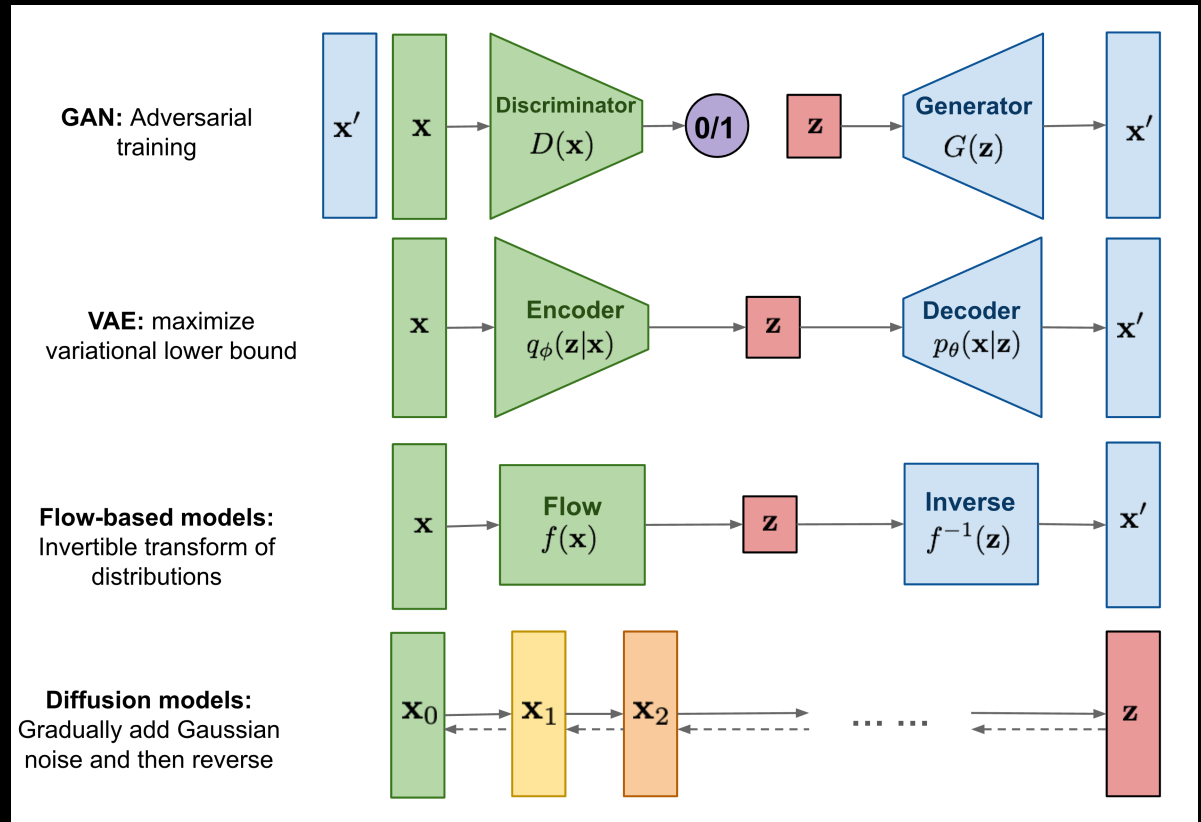 GAN: Adversarial
training
x′
x
Discriminator
D(x)
0/1
z
Generator
G(z)
x′
VAE: maximize
variational lower bound
x
Encoder
qϕ(z|x)
z
Decoder
pθ(x|z)
x′
Flow-based models:
Invertible transform of
distributions
x
Flow
f(x)
z
Inverse
f⁻¹(z)
x′
Diffusion models:
Gradually add Gaussian
noise and then reverse
x₀
x₁
x₂
... ...
z